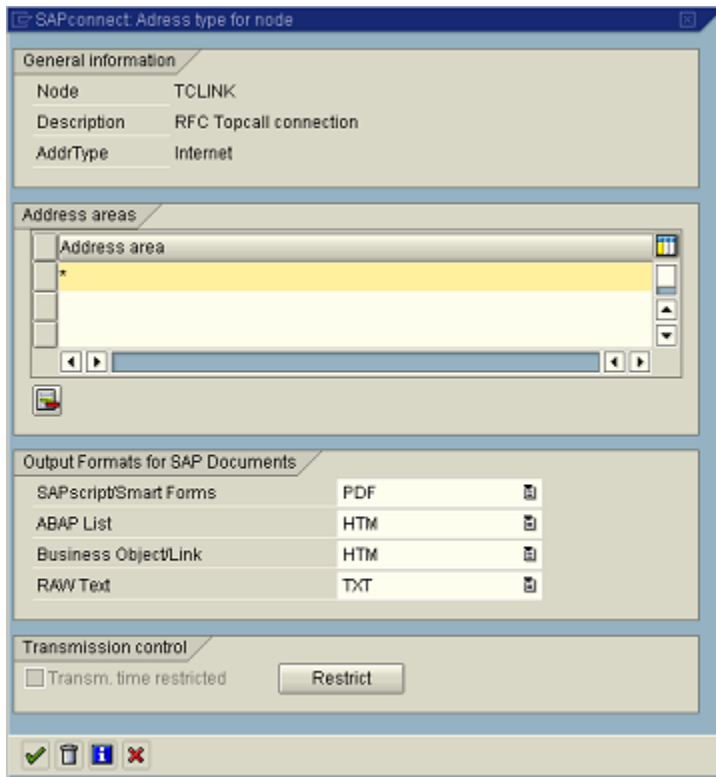 SAPconnect: Adress type for node
General information
Node TCLINK
Description RFC Topcall connection
AddrType Internet
Address areas
Address area
*
Output Formats for SAP Documents
SAPscript/Smart Forms PDF
ABAP List HTM
Business Object/Link HTM
RAW Text TXT
Transmission control
Transm. time restricted Restrict